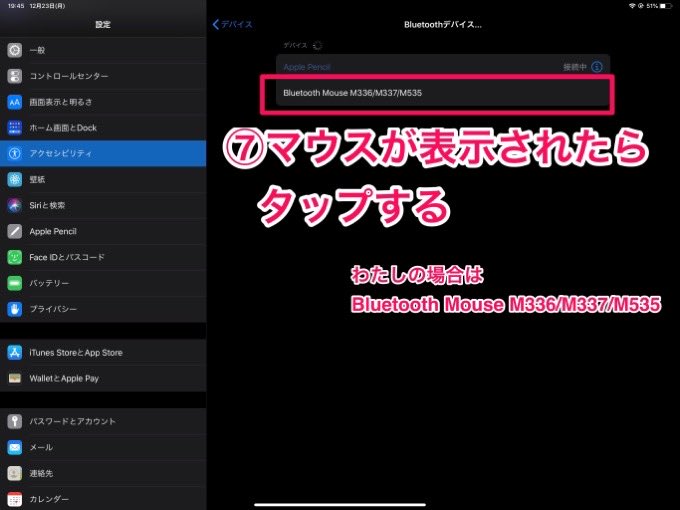 19:45 12月23日(月)
51%
設定
一般
コントロールセンター
AA 画面表示と明るさ
ホーム画面とDock
アクセシビリティ
壁紙
Siriと検索
Apple Pencil
Face IDとパスコード
バッテリー
プライバシー
iTunes StoreとApp Store
WalletとApple Pay
パスワードとアカウント
メール
連絡先
カレンダー
デバイス
Bluetoothデバイス...
デバイス
Apple Pencil 接続中
Bluetooth Mouse M336/M337/M535
⑦マウスが表示されたら
タップする
わたしの場合は
Bluetooth Mouse M336/M337/M535